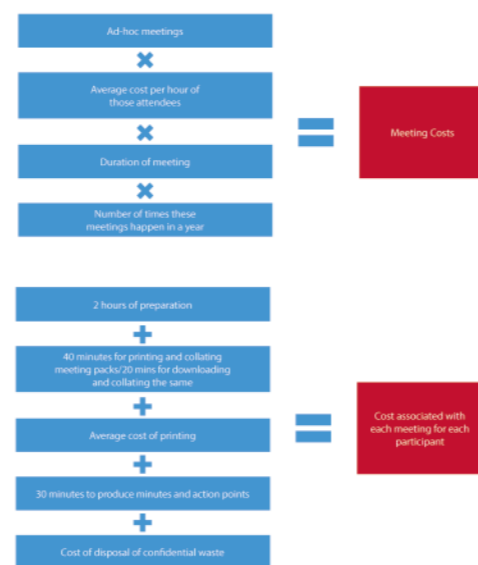 Ad-hoc meetings
Average cost per hour of
those attendees
Duration of meeting
Number of times these
meetings happen in a year
Meeting Costs
2 hours of preparation
40 minutes for printing and collating
meeting packs/20 mins for downloading
and collating the same
Average cost of printing
30 minutes to produce minutes and action points
Cost of disposal of confidential waste
Cost associated with
each meeting for each
participant